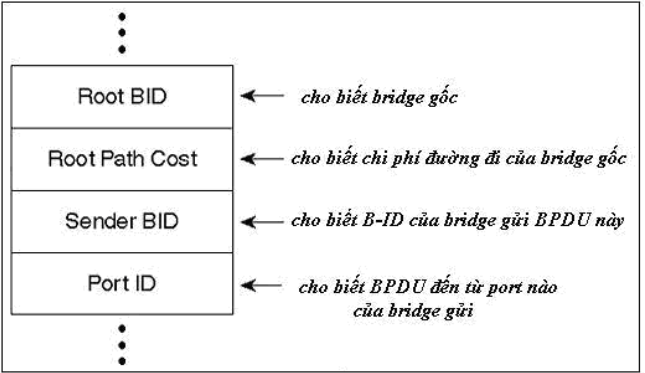 Root BID
cho biết bridge gốc
Root Path Cost
cho biết chi phí đường đi của bridge gốc
Sender BID
cho biết B-ID của bridge gửi BPDU này
Port ID
cho biết BPDU đến từ port nào
của bridge gửi